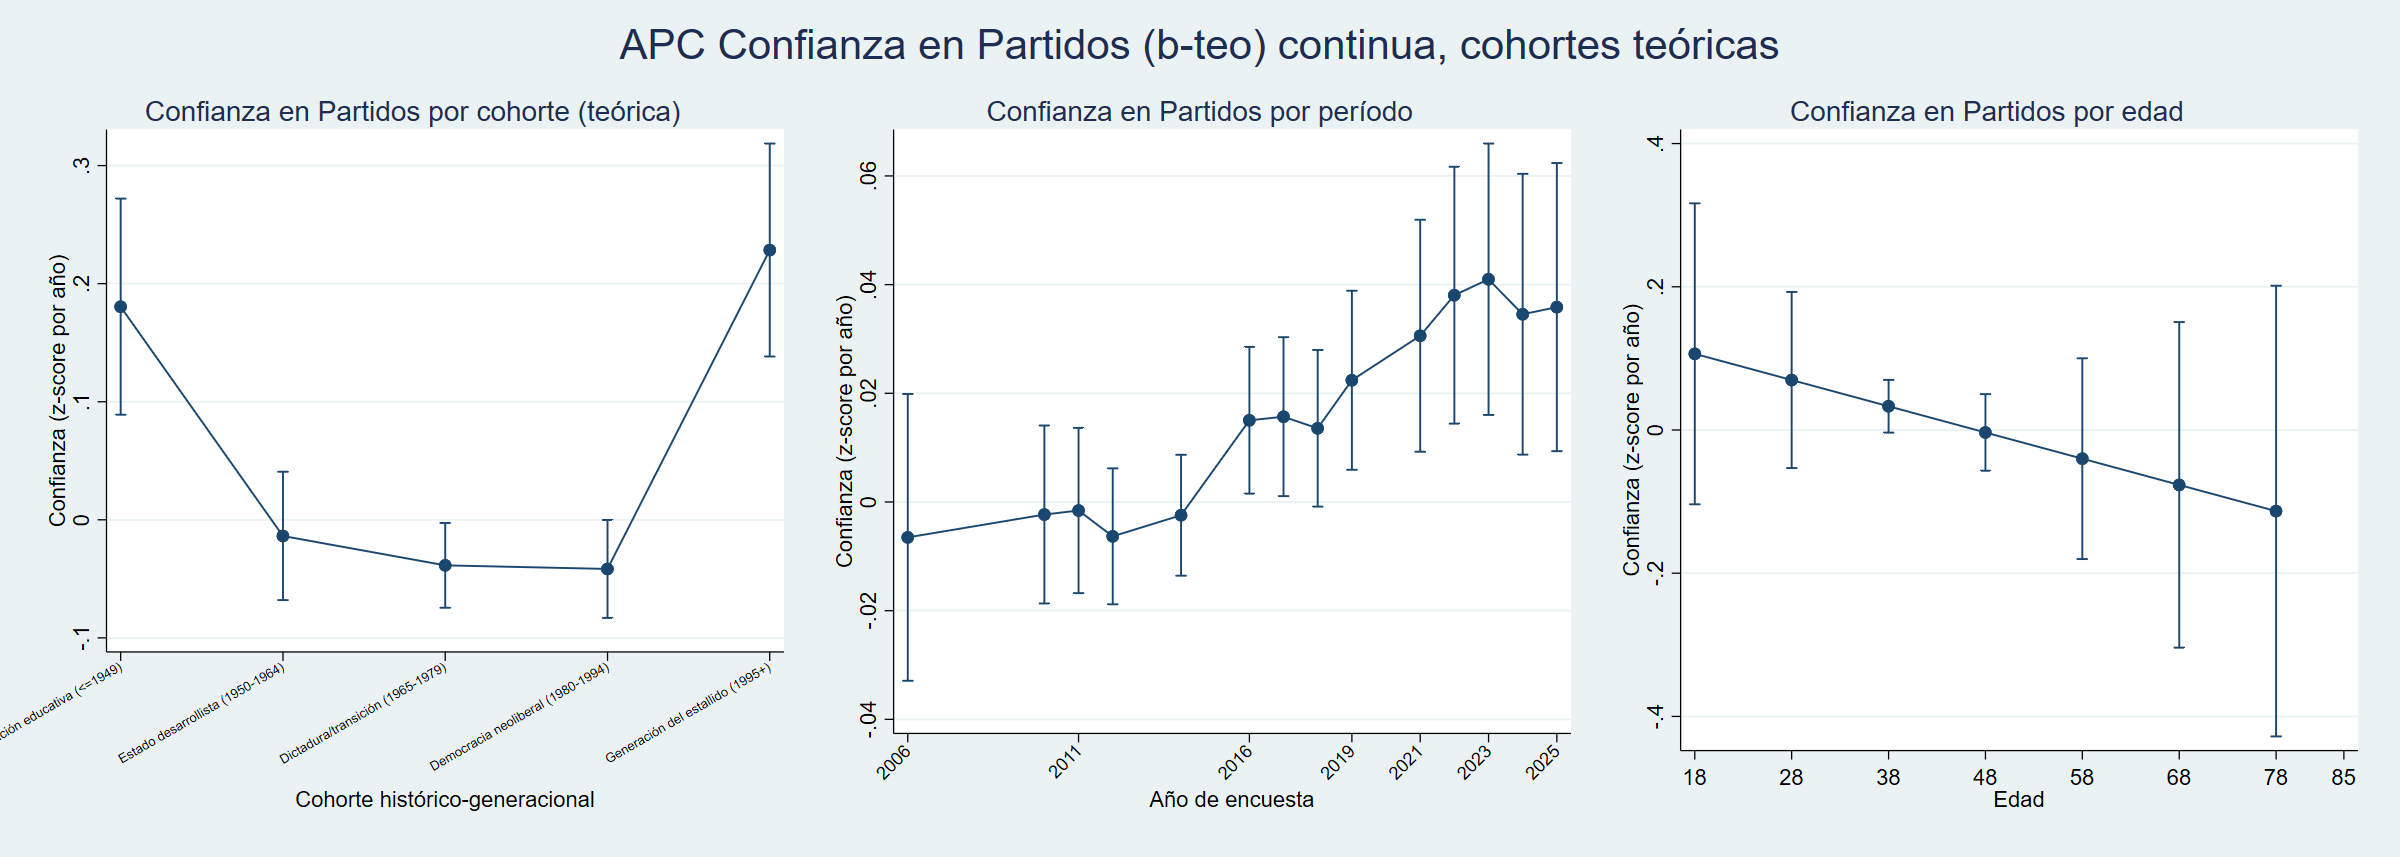 APC Confianza en Partidos (b-teo) continua, cohortes teóricas
Confianza en Partidos por cohorte (teórica)
Confianza (z-score por año)
.3
.2
.1
0
-.1
ción educativa (<=1949)
Estado desarrollista (1950-1964)
Dictadura/transición (1965-1979)
Democracia neoliberal (1980-1994)
Generación del estallido (1995+)
Cohorte histórico-generacional
Confianza en Partidos por período
Confianza (z-score por año)
.06
.04
.02
0
-.02
-.04
2006
2011
2016
2019
2021
2023
2025
Año de encuesta
Confianza en Partidos por edad
Confianza (z-score por año)
.4
.2
0
-.2
-.4
18
28
38
48
58
68
78
85
Edad